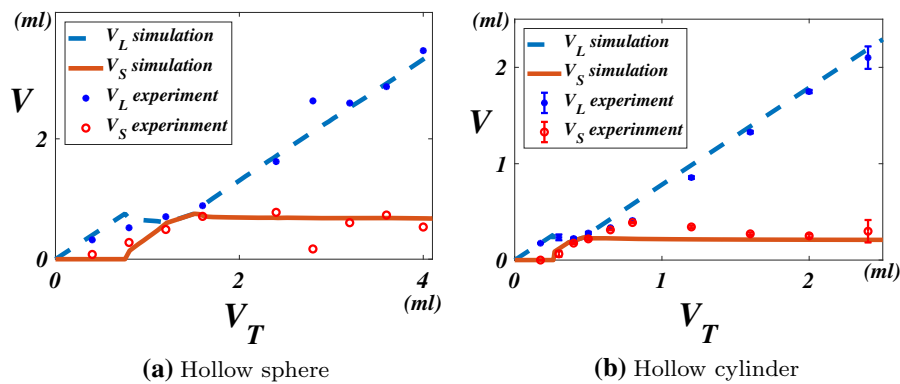 (ml)
V_L simulation
V_S simulation
V_L experiment
V_S experinment
V
2
0
0
2
4
(ml)
V_T
(a) Hollow sphere
(ml)
V_L simulation
V_S simulation
V_L experiment
V_S experinment
V
2
1
0
0
1
2
(ml)
V_T
(b) Hollow cylinder